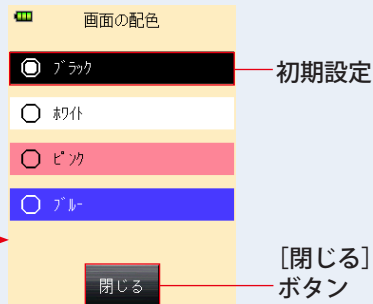 画面の配色
ﾌﾞﾗｯｸ
初期設定
ﾎﾜｲﾄ
ﾋﾟﾝｸ
ﾌﾞﾙｰ
閉じる
［閉じる］
ボタン